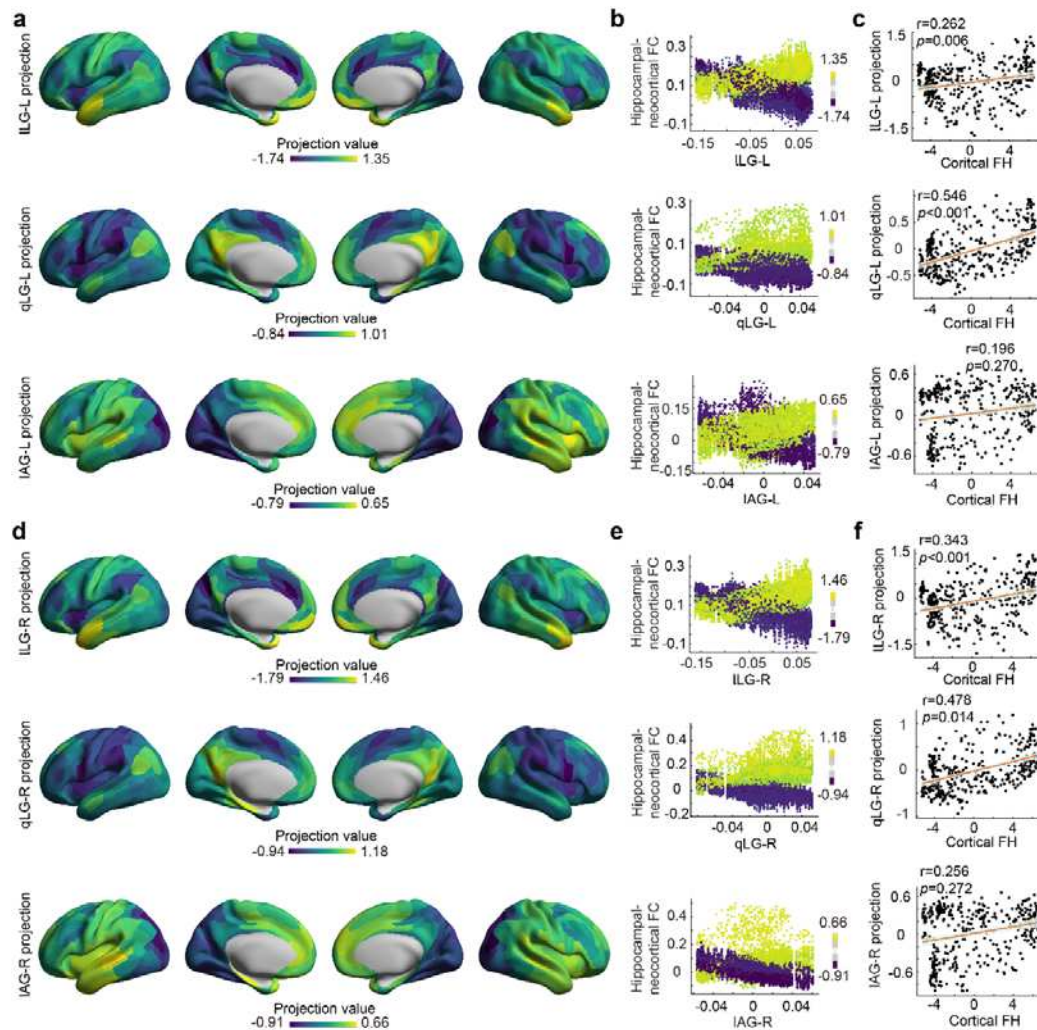 a
b
c
lLG-L projection
Projection value
-1.74 1.35
Hippocampal-
neocortical FC
0.3
0.1
-0.1
1.35
-1.74
-0.15 -0.05 0.05
lLG-L
r=0.262
p=0.006
lLG-L projection
1.5
0
-1.5
-4 0 4
Coritcal FH
qLG-L projection
Projection value
-0.84 1.01
Hippocampal-
neocortical FC
0.3
0.1
-0.1
1.01
-0.84
-0.04 0 0.04
qLG-L
r=0.546
p<0.001
qLG-L projection
0.5
0
-0.5
-4 0 4
Cortical FH
lAG-L projection
Projection value
-0.79 0.65
Hippocampal-
neocortical FC
0.15
0
-0.15
0.65
-0.79
-0.04 0 0.04
lAG-L
r=0.196
p=0.270
lAG-L projection
0.6
0
-0.6
-4 0 4
Cortical FH
d
e
f
lLG-R projection
Projection value
-1.79 1.46
Hippocampal-
neocortical FC
0.3
0.1
-0.1
1.46
-1.79
-0.15 -0.05 0.05
lLG-R
r=0.343
p<0.001
lLG-R projection
1.5
0
-1.5
-4 0 4
Coritcal FH
qLG-R projection
Projection value
-0.94 1.18
Hippocampal-
neocortical FC
0.4
0.2
0
-0.2
1.18
-0.94
-0.04 0 0.04
qLG-R
r=0.478
p=0.014
qLG-R projection
1
0
-1
-4 0 4
Cortical FH
lAG-R projection
Projection value
-0.91 0.66
Hippocampal-
neocortical FC
0.4
0.2
0
0.66
-0.91
-0.04 0 0.04
lAG-R
r=0.256
p=0.272
lAG-R projection
0.6
0
-0.6
-4 0 4
Cortical FH